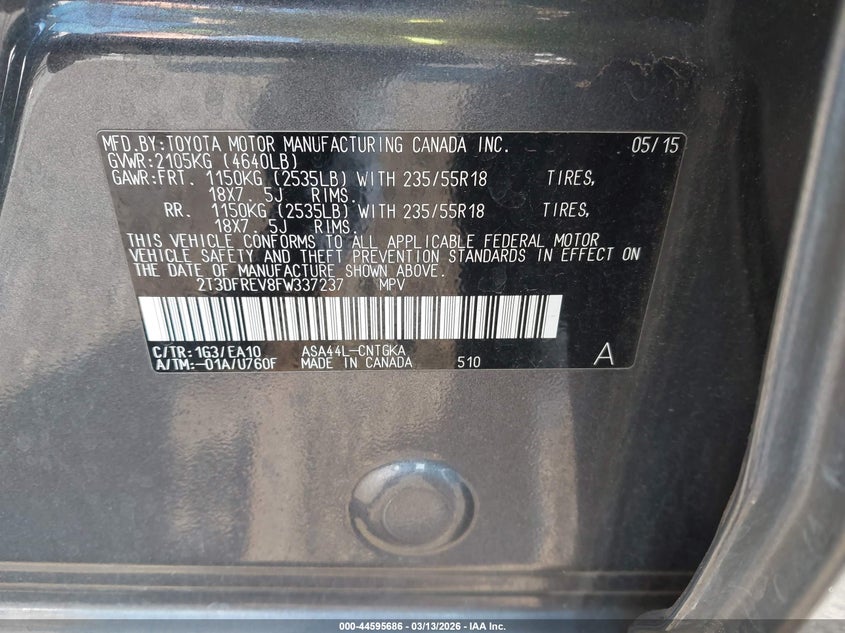 MFD.BY:TOYOTA MOTOR MANUFACTURING CANADA INC. 05/15
GVWR:2105KG (4640LB)
GAWR:FRT. 1150KG (2535LB) WITH 235/55R18 TIRES,
18X7.5J RIMS.
RR. 1150KG (2535LB) WITH 235/55R18 TIRES,
18X7.5J RIMS.
THIS VEHICLE CONFORMS TO ALL APPLICABLE FEDERAL MOTOR
VEHICLE SAFETY AND THEFT PREVENTION STANDARDS IN EFFECT ON
THE DATE OF MANUFACTURE SHOWN ABOVE.
2T3DFREV8FW337237 MPV
C/TR:1G3/EA10 ASA44L-CNTGKA
A/TM:-01A/U760F MADE IN CANADA 510 A
000-44595686 | 03/13/2026 | IAA Inc.